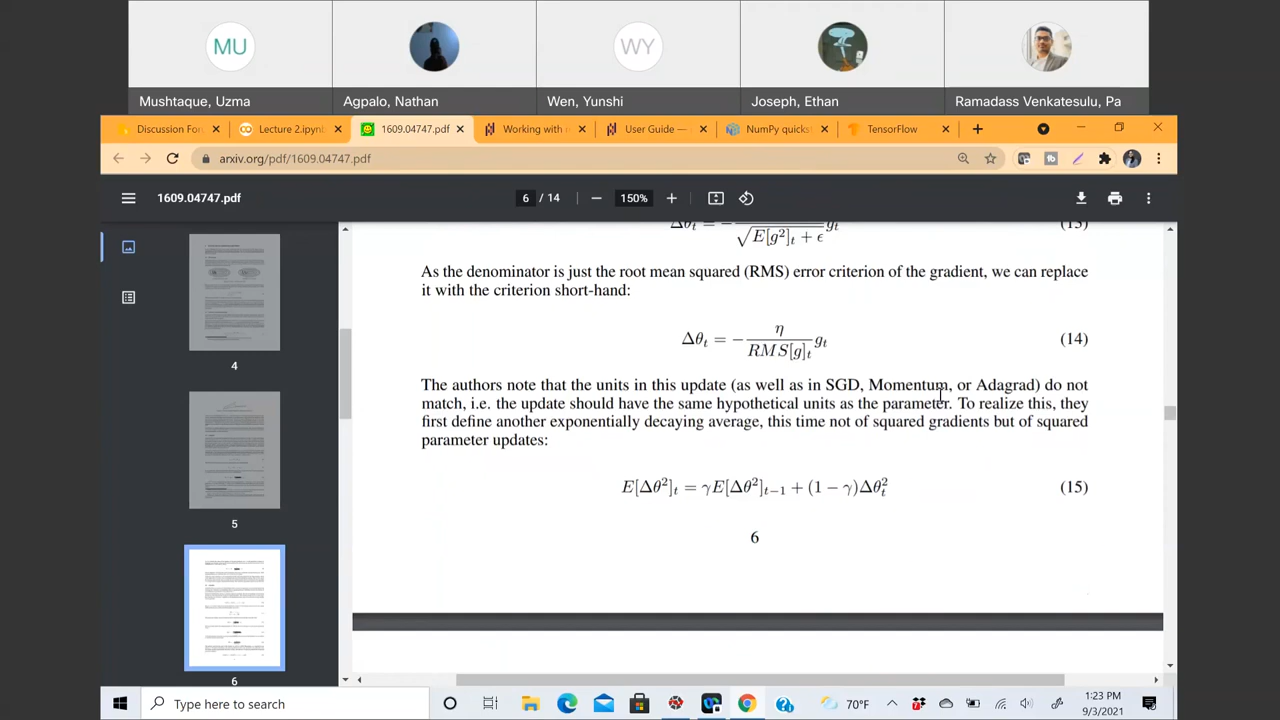 MU
WY
Mushtaque, Uzma
Agpalo, Nathan
Wen, Yunshi
Joseph, Ethan
Ramadass Venkatesulu, Pa
Discussion For
Lecture 2.ipynb
1609.04747.pdf
Working with
User Guide —
NumPy quicks
TensorFlow
arxiv.org/pdf/1609.04747.pdf
1609.04747.pdf
6 / 14
150%
Δθt = − gt (13)
√E[g²]t + ϵ
As the denominator is just the root mean squared (RMS) error criterion of the gradient, we can replace
it with the criterion short-hand:
Δθt = − η / RMS[g]t gt (14)
The authors note that the units in this update (as well as in SGD, Momentum, or Adagrad) do not
match, i.e. the update should have the same hypothetical units as the parameter. To realize this, they
first define another exponentially decaying average, this time not of squared gradients but of squared
parameter updates:
E[Δθ²]t = γE[Δθ²]t−1 + (1 − γ)Δθ²t (15)
6
4
5
6
Type here to search
70°F
1:23 PM
9/3/2021